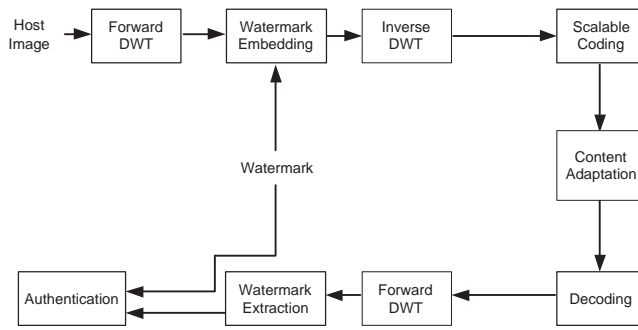 Host
Image
Forward
DWT
Watermark
Embedding
Inverse
DWT
Scalable
Coding
Content
Adaptation
Watermark
Authentication
Watermark
Extraction
Forward
DWT
Decoding